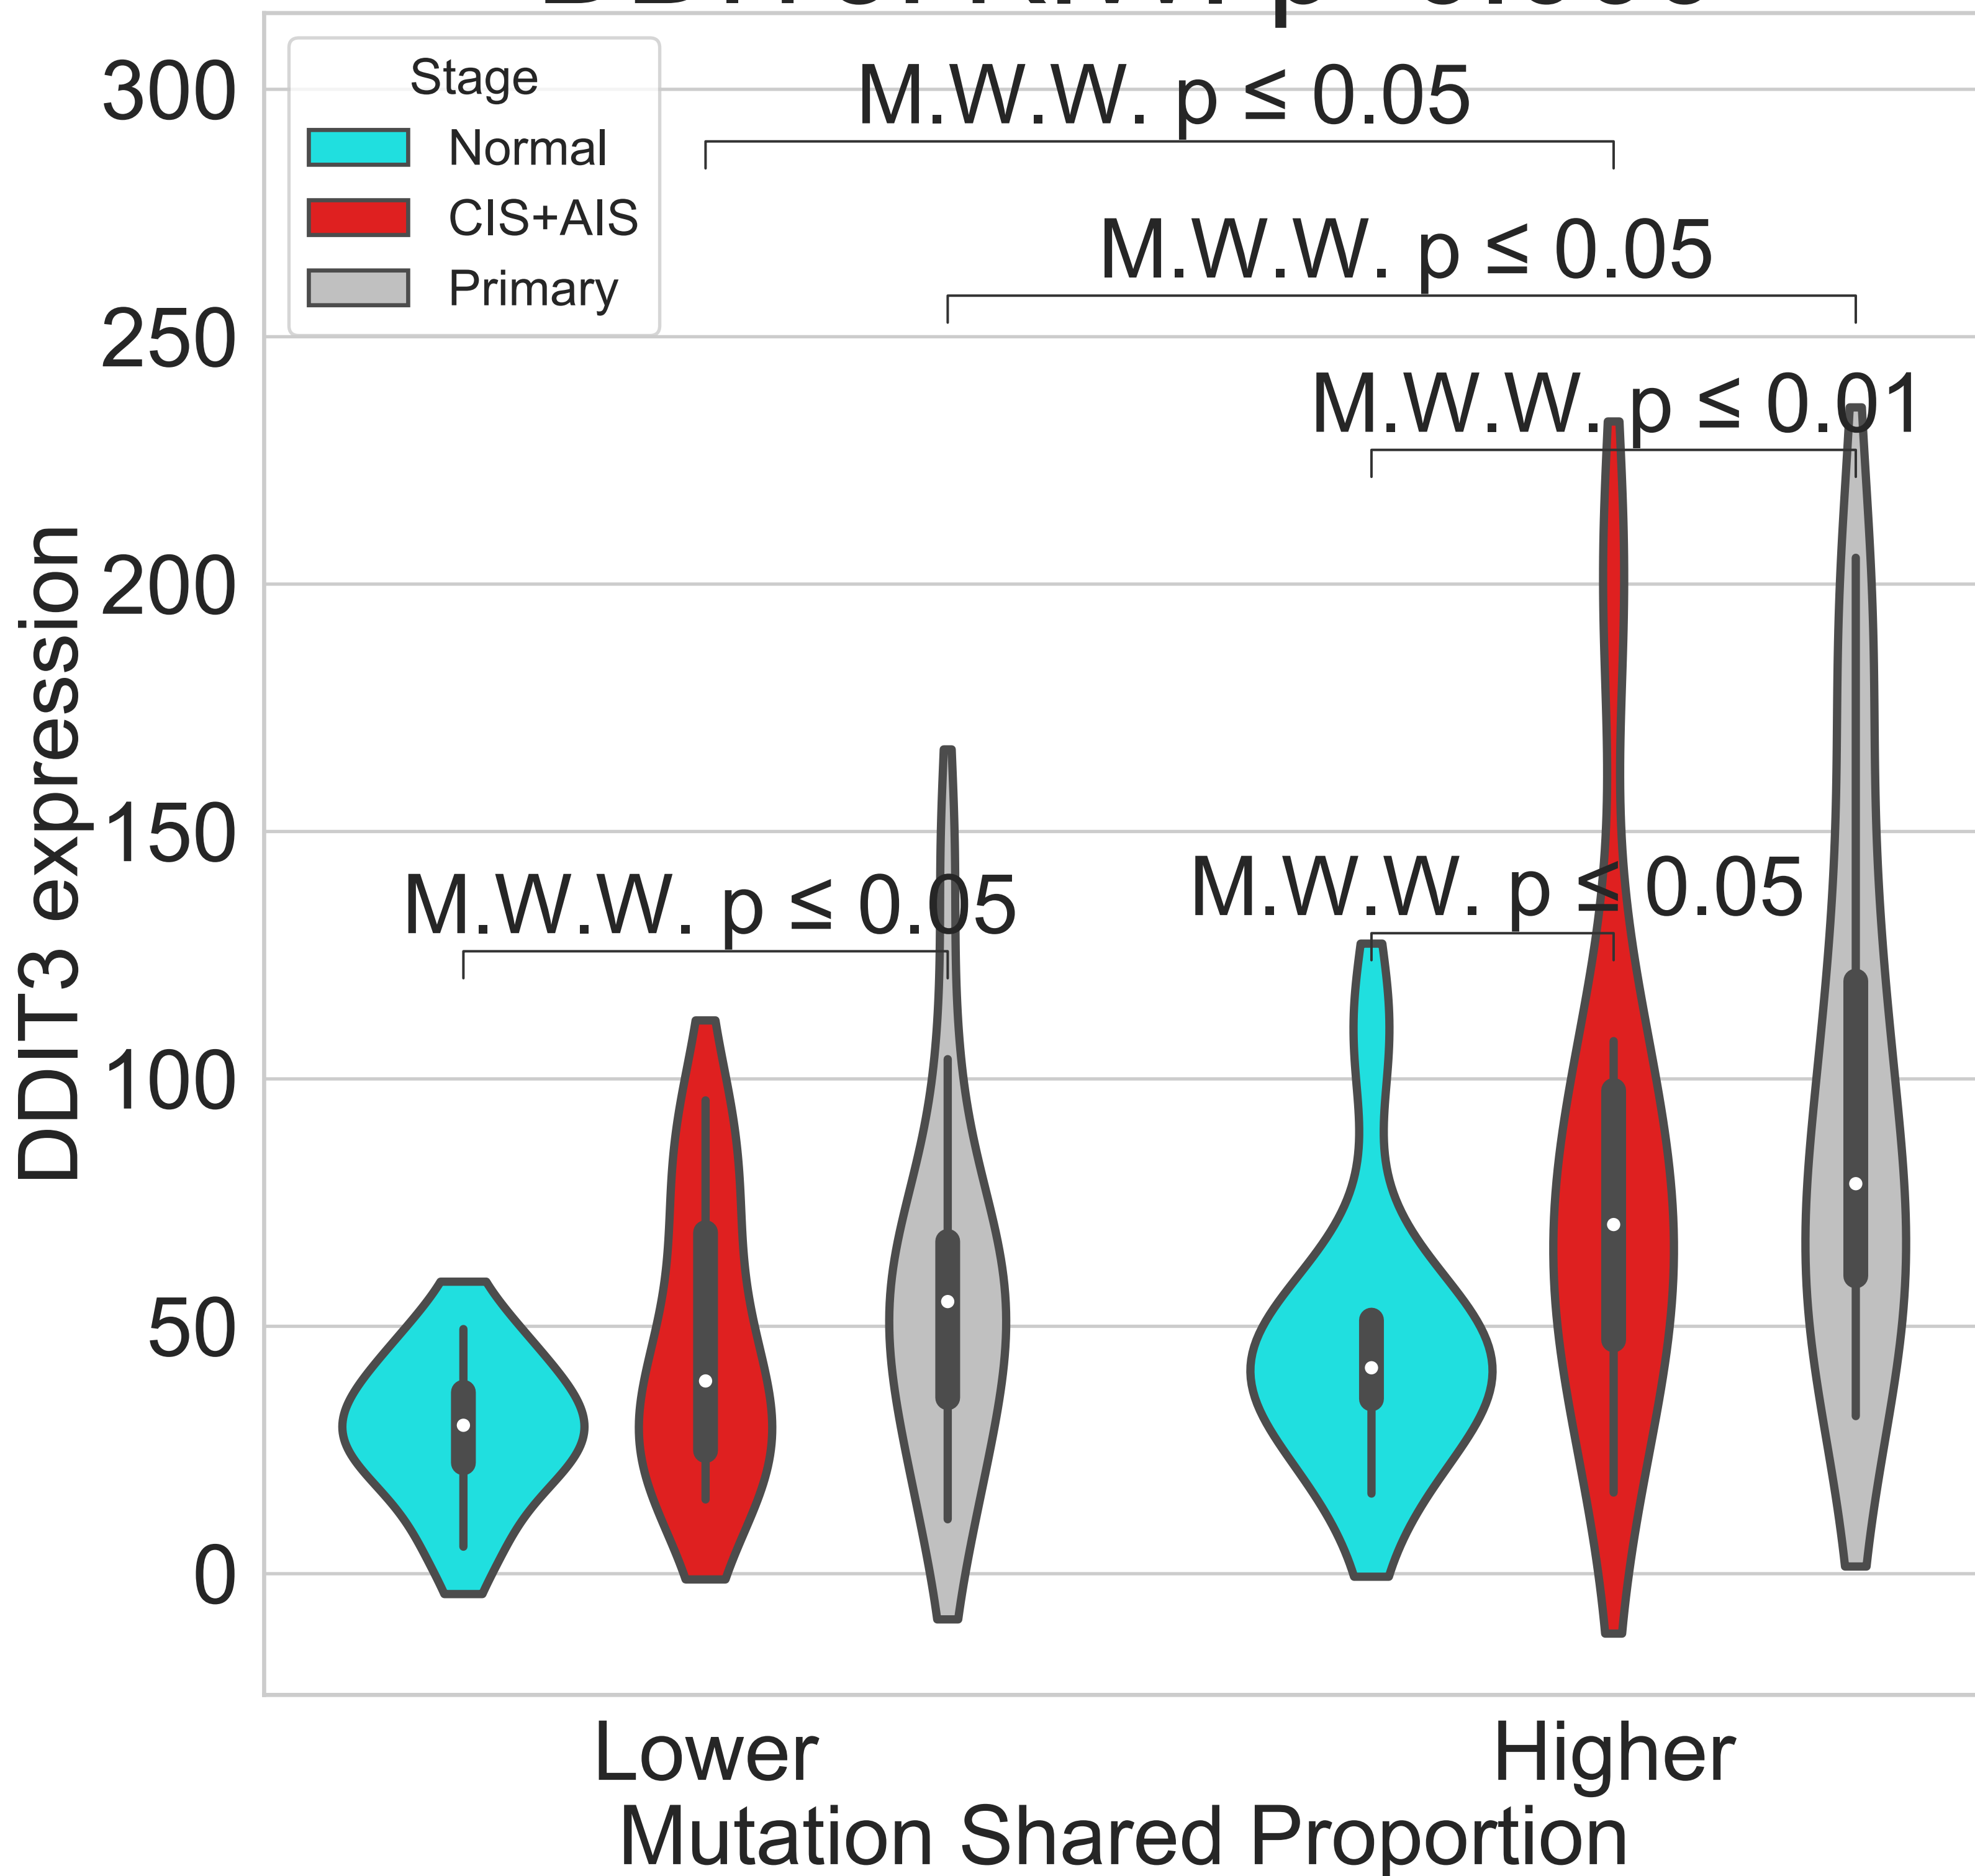 Stage
Normal
CIS+AIS
Primary
M.W.W. p ≤ 0.05
M.W.W. p ≤ 0.05
M.W.W. p ≤ 0.01
M.W.W. p ≤ 0.05
M.W.W. p ≤ 0.05
300
250
200
150
100
50
0
DDIT3 expression
Lower
Higher
Mutation Shared Proportion